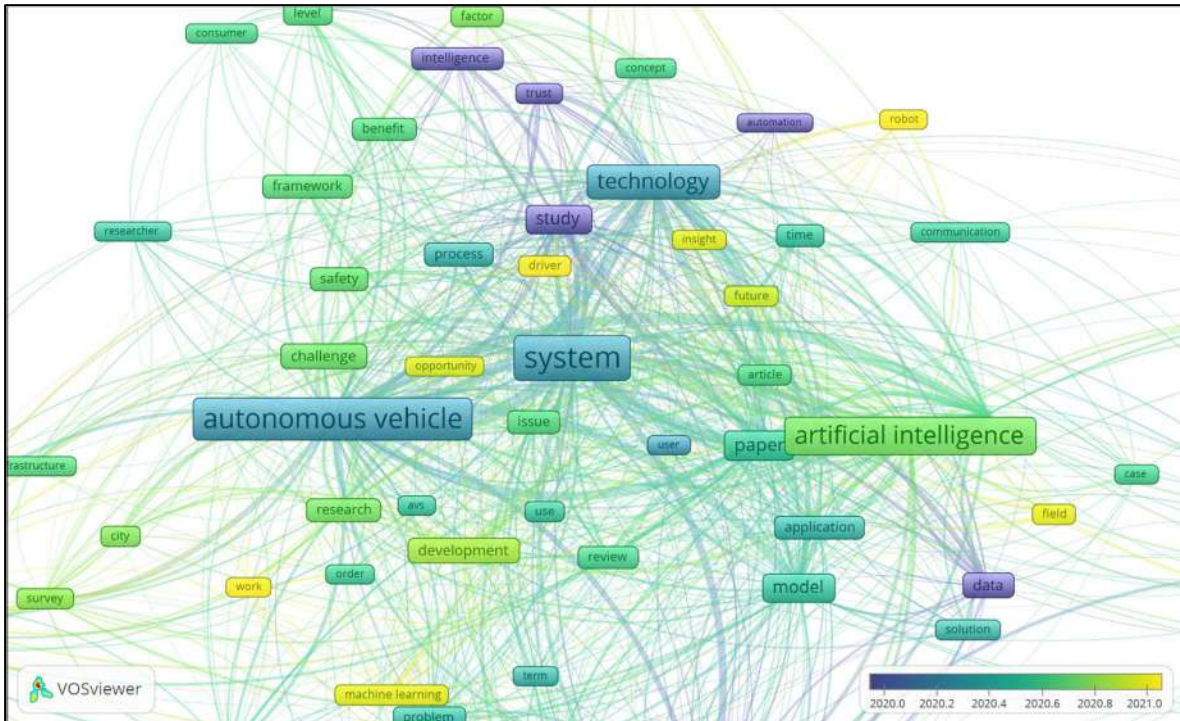 level
factor
consumer
intelligence
concept
trust
automation
robot
benefit
technology
framework
study
researcher
time
communication
insight
process
driver
safety
future
system
challenge
opportunity
article
autonomous vehicle
issue
user
paper
artificial intelligence
rastructure
case
research
avs
use
field
application
city
development
review
order
work
model
data
survey
solution
term
machine learning
problem
VOSviewer
2020.0 2020.2 2020.4 2020.6 2020.8 2021.0